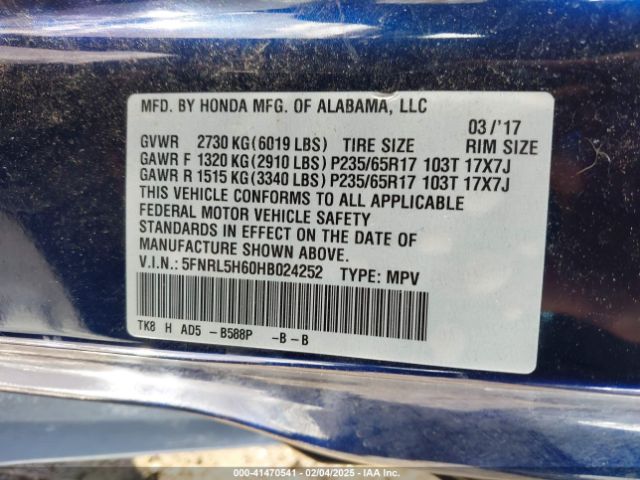 MFD. BY HONDA MFG. OF ALABAMA, LLC
03/'17
GVWR 2730 KG(6019 LBS) TIRE SIZE RIM SIZE
GAWR F 1320 KG(2910 LBS) P235/65R17 103T 17X7J
GAWR R 1515 KG(3340 LBS) P235/65R17 103T 17X7J
THIS VEHICLE CONFORMS TO ALL APPLICABLE
FEDERAL MOTOR VEHICLE SAFETY
STANDARDS IN EFFECT ON THE DATE OF
MANUFACTURE SHOWN ABOVE.
V.I.N.: 5FNRL5H60HB024252 TYPE: MPV
TK8 H AD5 -B588P -B-B
000-41470541 - 02/04/2025 - IAA Inc.